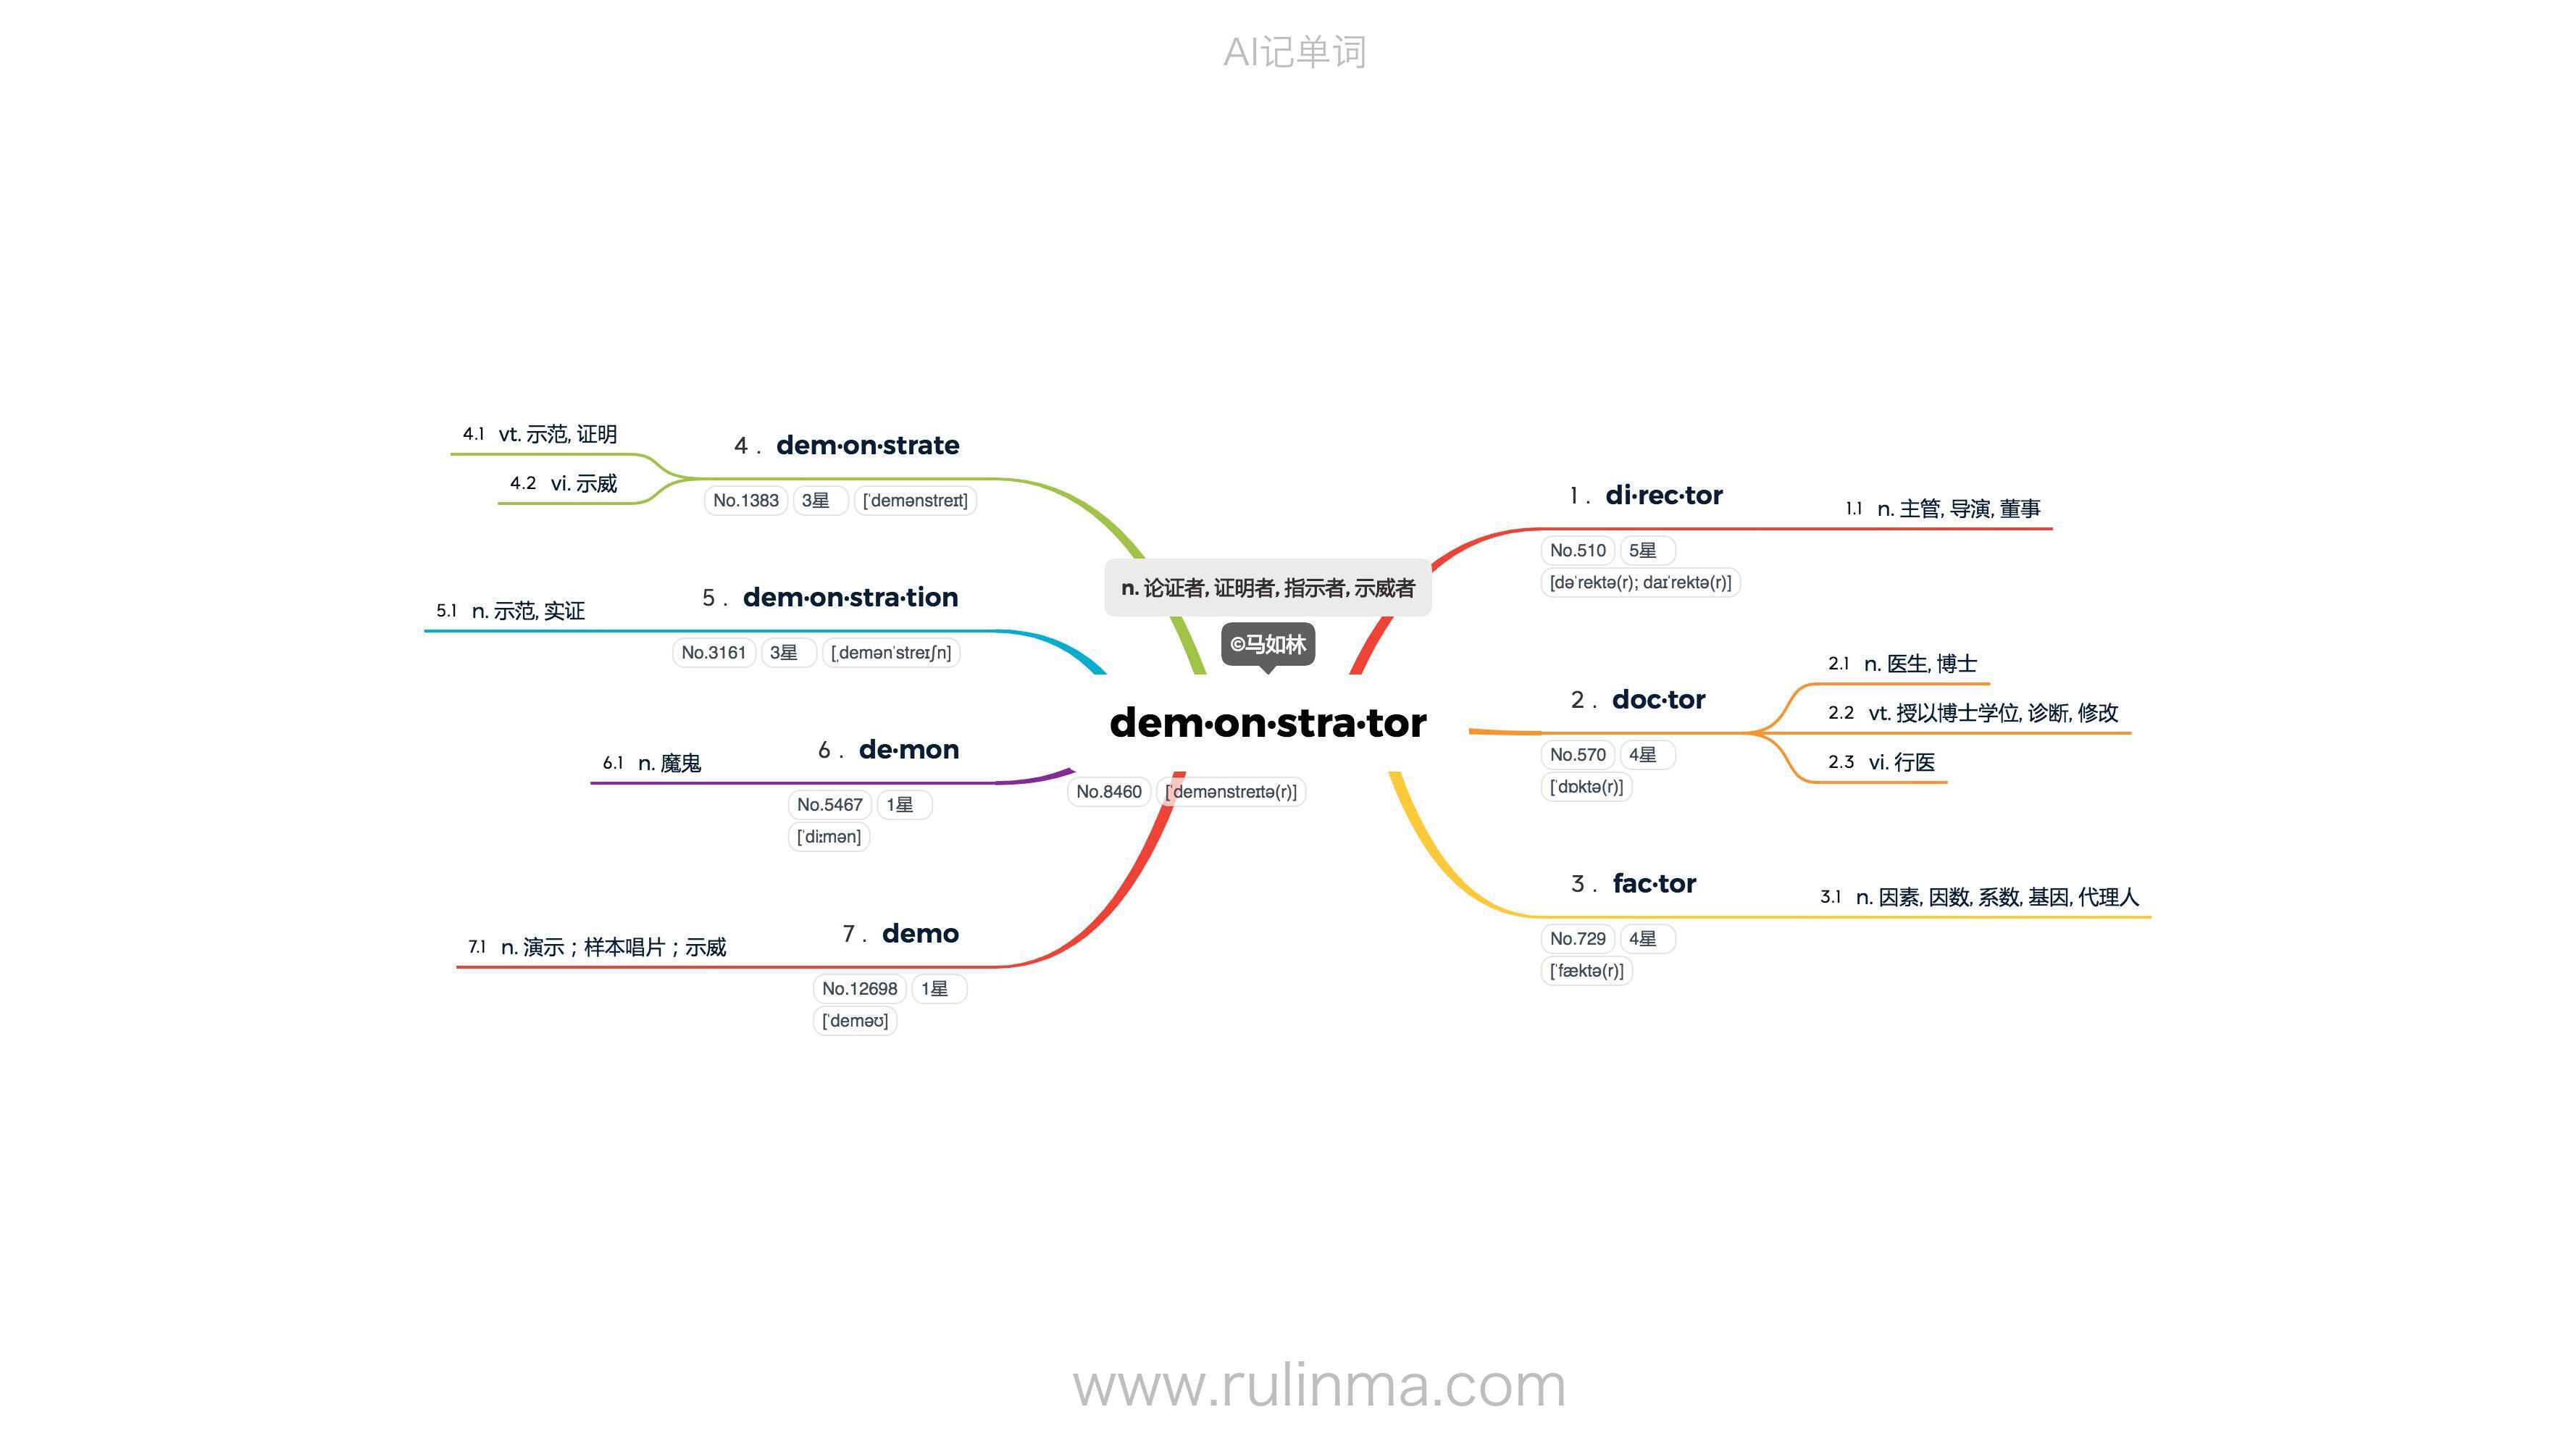 AI记单词
n. 论证者, 证明者, 指示者, 示威者
©马如林
dem·on·stra·tor
No.8460 [ˈdemənstreɪtə(r)]
1 . di·rec·tor
No.510 5星
[dəˈrektə(r); daɪˈrektə(r)]
1.1 n. 主管, 导演, 董事
2 . doc·tor
No.570 4星
[ˈdɒktə(r)]
2.1 n. 医生, 博士
2.2 vt. 授以博士学位, 诊断, 修改
2.3 vi. 行医
3 . fac·tor
No.729 4星
[ˈfæktə(r)]
3.1 n. 因素, 因数, 系数, 基因, 代理人
4 . dem·on·strate
No.1383 3星 [ˈdemənstreɪt]
4.1 vt. 示范, 证明
4.2 vi. 示威
5 . dem·on·stra·tion
No.3161 3星 [ˌdemənˈstreɪʃn]
5.1 n. 示范, 实证
6 . de·mon
No.5467 1星
[ˈdiːmən]
6.1 n. 魔鬼
7 . demo
No.12698 1星
[ˈdeməʊ]
7.1 n. 演示；样本唱片；示威
www.rulinma.com